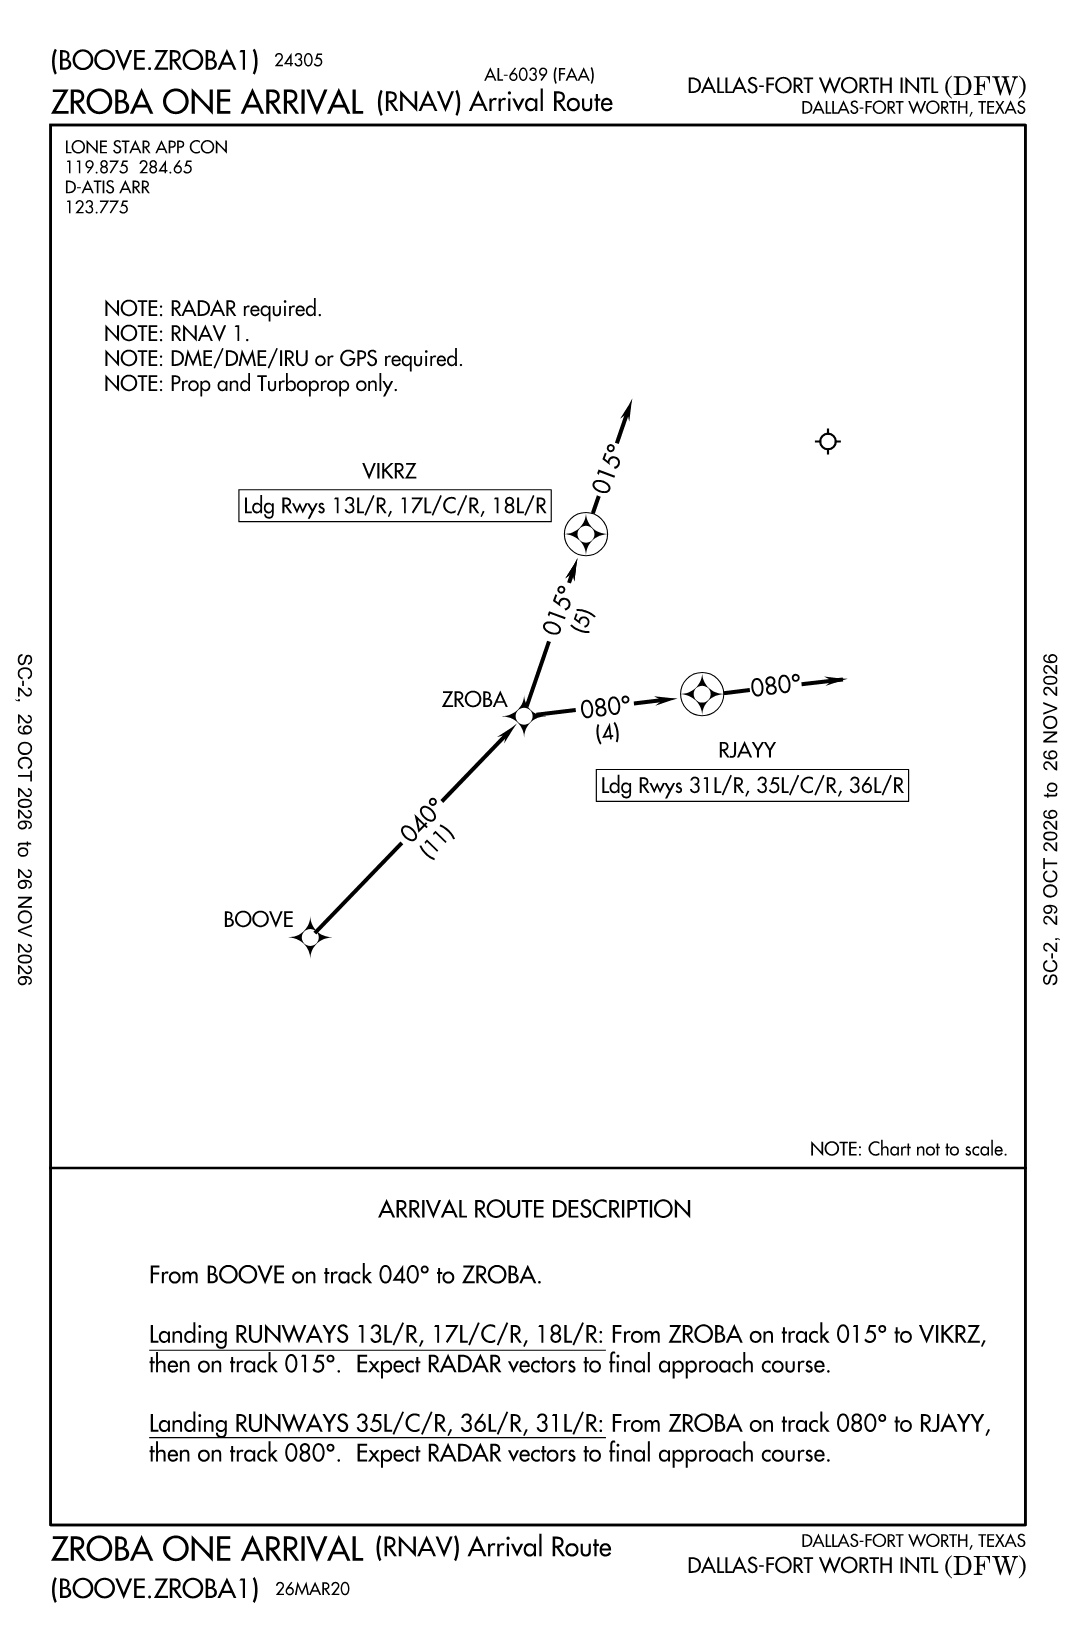 (BOOVE.ZROBA1) 24305
AL-6039 (FAA)
DALLAS-FORT WORTH INTL (DFW)
ZROBA ONE ARRIVAL (RNAV) Arrival Route
DALLAS-FORT WORTH, TEXAS
LONE STAR APP CON
119.875 284.65
D-ATIS ARR
123.775
NOTE: RADAR required.
NOTE: RNAV 1.
NOTE: DME/DME/IRU or GPS required.
NOTE: Prop and Turboprop only.
015°
VIKRZ
Ldg Rwys 13L/R, 17L/C/R, 18L/R
015°
(5)
ZROBA
080°
(4)
080°
RJAYY
Ldg Rwys 31L/R, 35L/C/R, 36L/R
040°
(11)
BOOVE
SC-2, 29 OCT 2026 to 26 NOV 2026
SC-2, 29 OCT 2026 to 26 NOV 2026
NOTE: Chart not to scale.
ARRIVAL ROUTE DESCRIPTION
From BOOVE on track 040° to ZROBA.
Landing RUNWAYS 13L/R, 17L/C/R, 18L/R: From ZROBA on track 015° to VIKRZ,
then on track 015°. Expect RADAR vectors to final approach course.
Landing RUNWAYS 35L/C/R, 36L/R, 31L/R: From ZROBA on track 080° to RJAYY,
then on track 080°. Expect RADAR vectors to final approach course.
ZROBA ONE ARRIVAL (RNAV) Arrival Route
DALLAS-FORT WORTH, TEXAS
DALLAS-FORT WORTH INTL (DFW)
(BOOVE.ZROBA1) 26MAR20